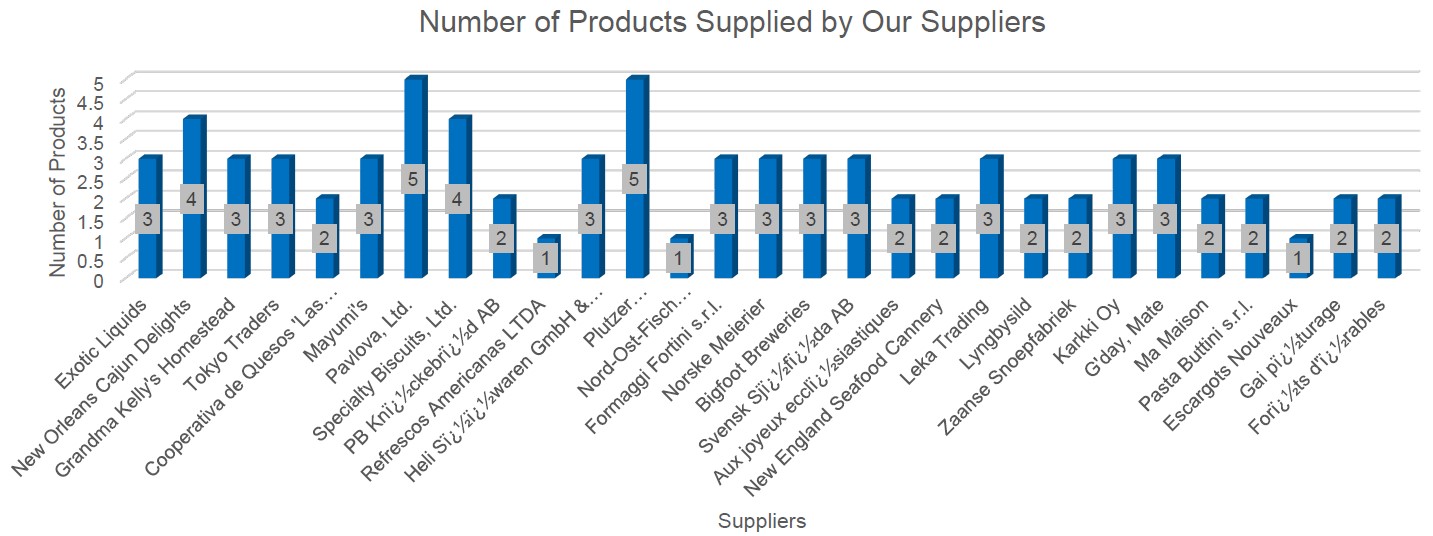 Number of Products Supplied by Our Suppliers
Number of Products
5
4.5
4
3.5
3
2.5
2
1.5
1
0.5
0
3
4
3
3
2
3
5
4
2
1
3
5
1
3
3
3
3
2
2
3
2
2
3
3
2
2
1
2
2
Exotic Liquids
New Orleans Cajun Delights
Grandma Kelly's Homestead
Tokyo Traders
Cooperativa de Quesos 'Las...
Mayumi's
Pavlova, Ltd.
Specialty Biscuits, Ltd.
PB Knï¿½ckebrï¿½d AB
Refrescos Americanas LTDA
Heli Sï¿½ï¿½waren GmbH &...
Plutzer...
Nord-Ost-Fisch...
Formaggi Fortini s.r.l.
Norske Meierier
Bigfoot Breweries
Svensk Sjï¿½fï¿½da AB
Aux joyeux ecclï¿½siastiques
New England Seafood Cannery
Leka Trading
Lyngbysild
Zaanse Snoepfabriek
Karkki Oy
G'day, Mate
Ma Maison
Pasta Buttini s.r.l.
Escargots Nouveaux
Gai pï¿½turage
Forï¿½ts d'ï¿½rables
Suppliers